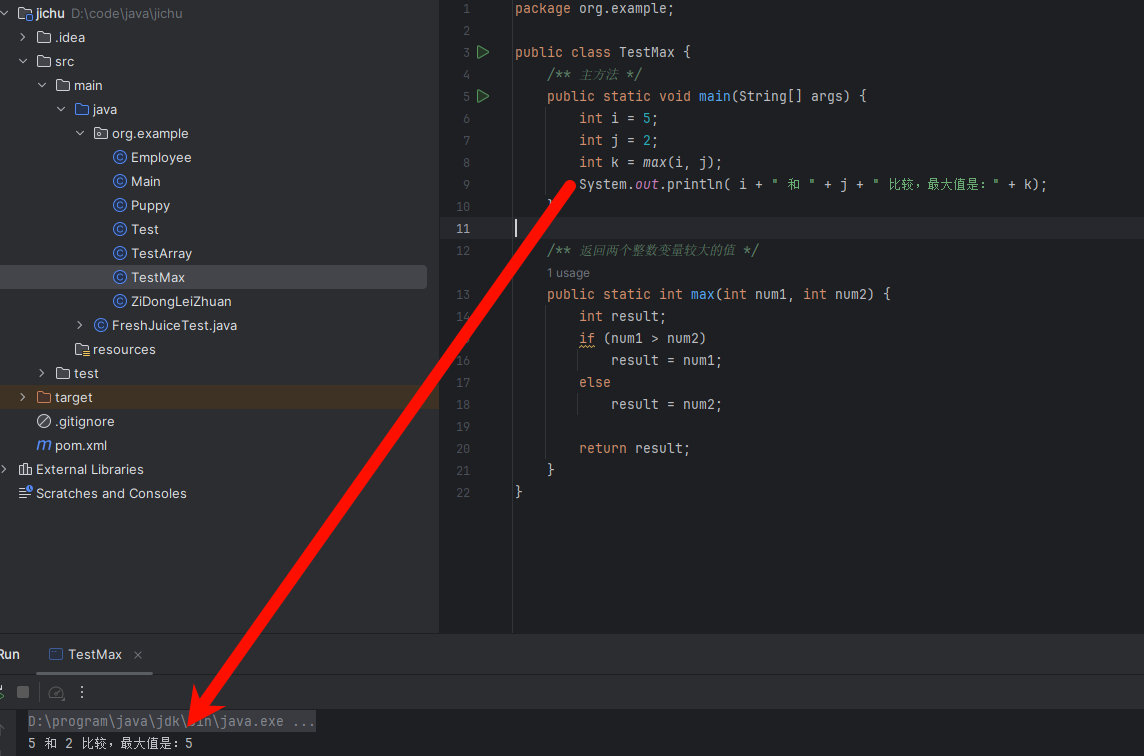 jichu D:\code\java\jichu
.idea
src
main
java
org.example
Employee
Main
Puppy
Test
TestArray
TestMax
ZiDongLeiZhuan
FreshJuiceTest.java
resources
test
target
.gitignore
pom.xml
External Libraries
Scratches and Consoles
1 package org.example;
2
3 public class TestMax {
4 /** 主方法 */
5 public static void main(String[] args) {
6 int i = 5;
7 int j = 2;
8 int k = max(i, j);
9 System.out.println( i + " 和 " + j + " 比较，最大值是：" + k);
10 }
11
12 /** 返回两个整数变量较大的值 */
1 usage
13 public static int max(int num1, int num2) {
14 int result;
if (num1 > num2)
16 result = num1;
17 else
18 result = num2;
19
20 return result;
21 }
22 }
Run TestMax
D:\program\java\jdk\bin\java.exe ...
5 和 2 比较，最大值是：5